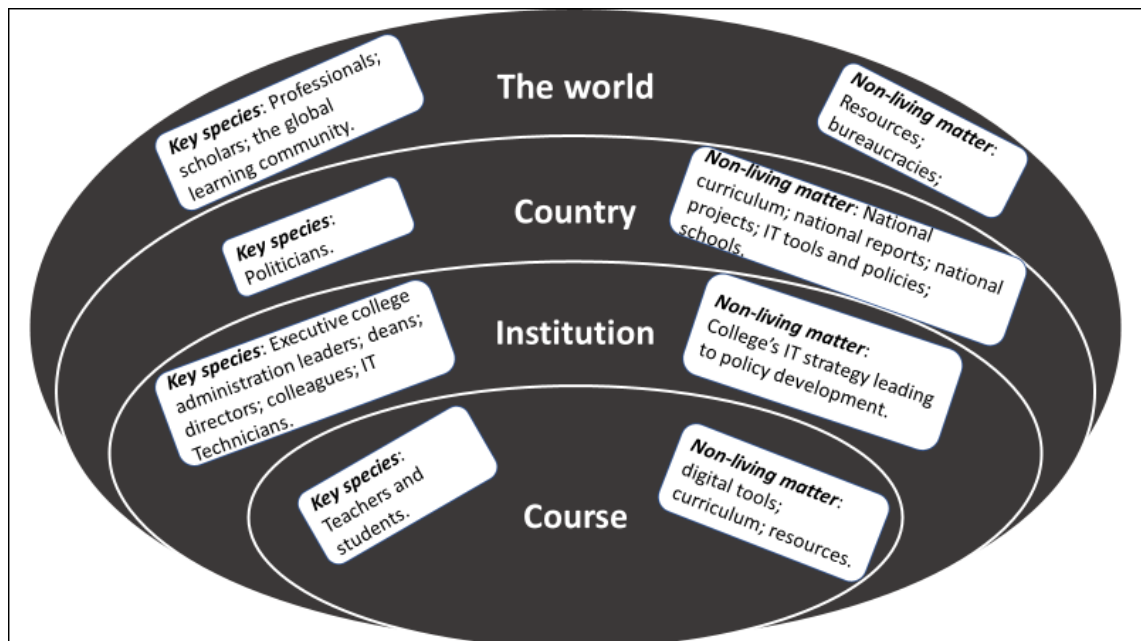 The world
Key species: Professionals;
scholars; the global
learning community.
Non-living matter:
Resources;
bureaucracies;
Country
Key species:
Politicians.
Non-living matter: National
curriculum; national reports; national
projects; IT tools and policies;
schools.
Institution
Key species: Executive college
administration leaders; deans;
directors; colleagues; IT
Technicians.
Non-living matter:
College's IT strategy leading
to policy development.
Course
Key species:
Teachers and
students.
Non-living matter:
digital tools;
curriculum; resources.